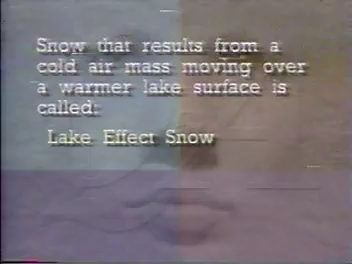 Snow that results from a
cold air mass moving over
a warmer lake surface is
called:
Lake Effect Snow